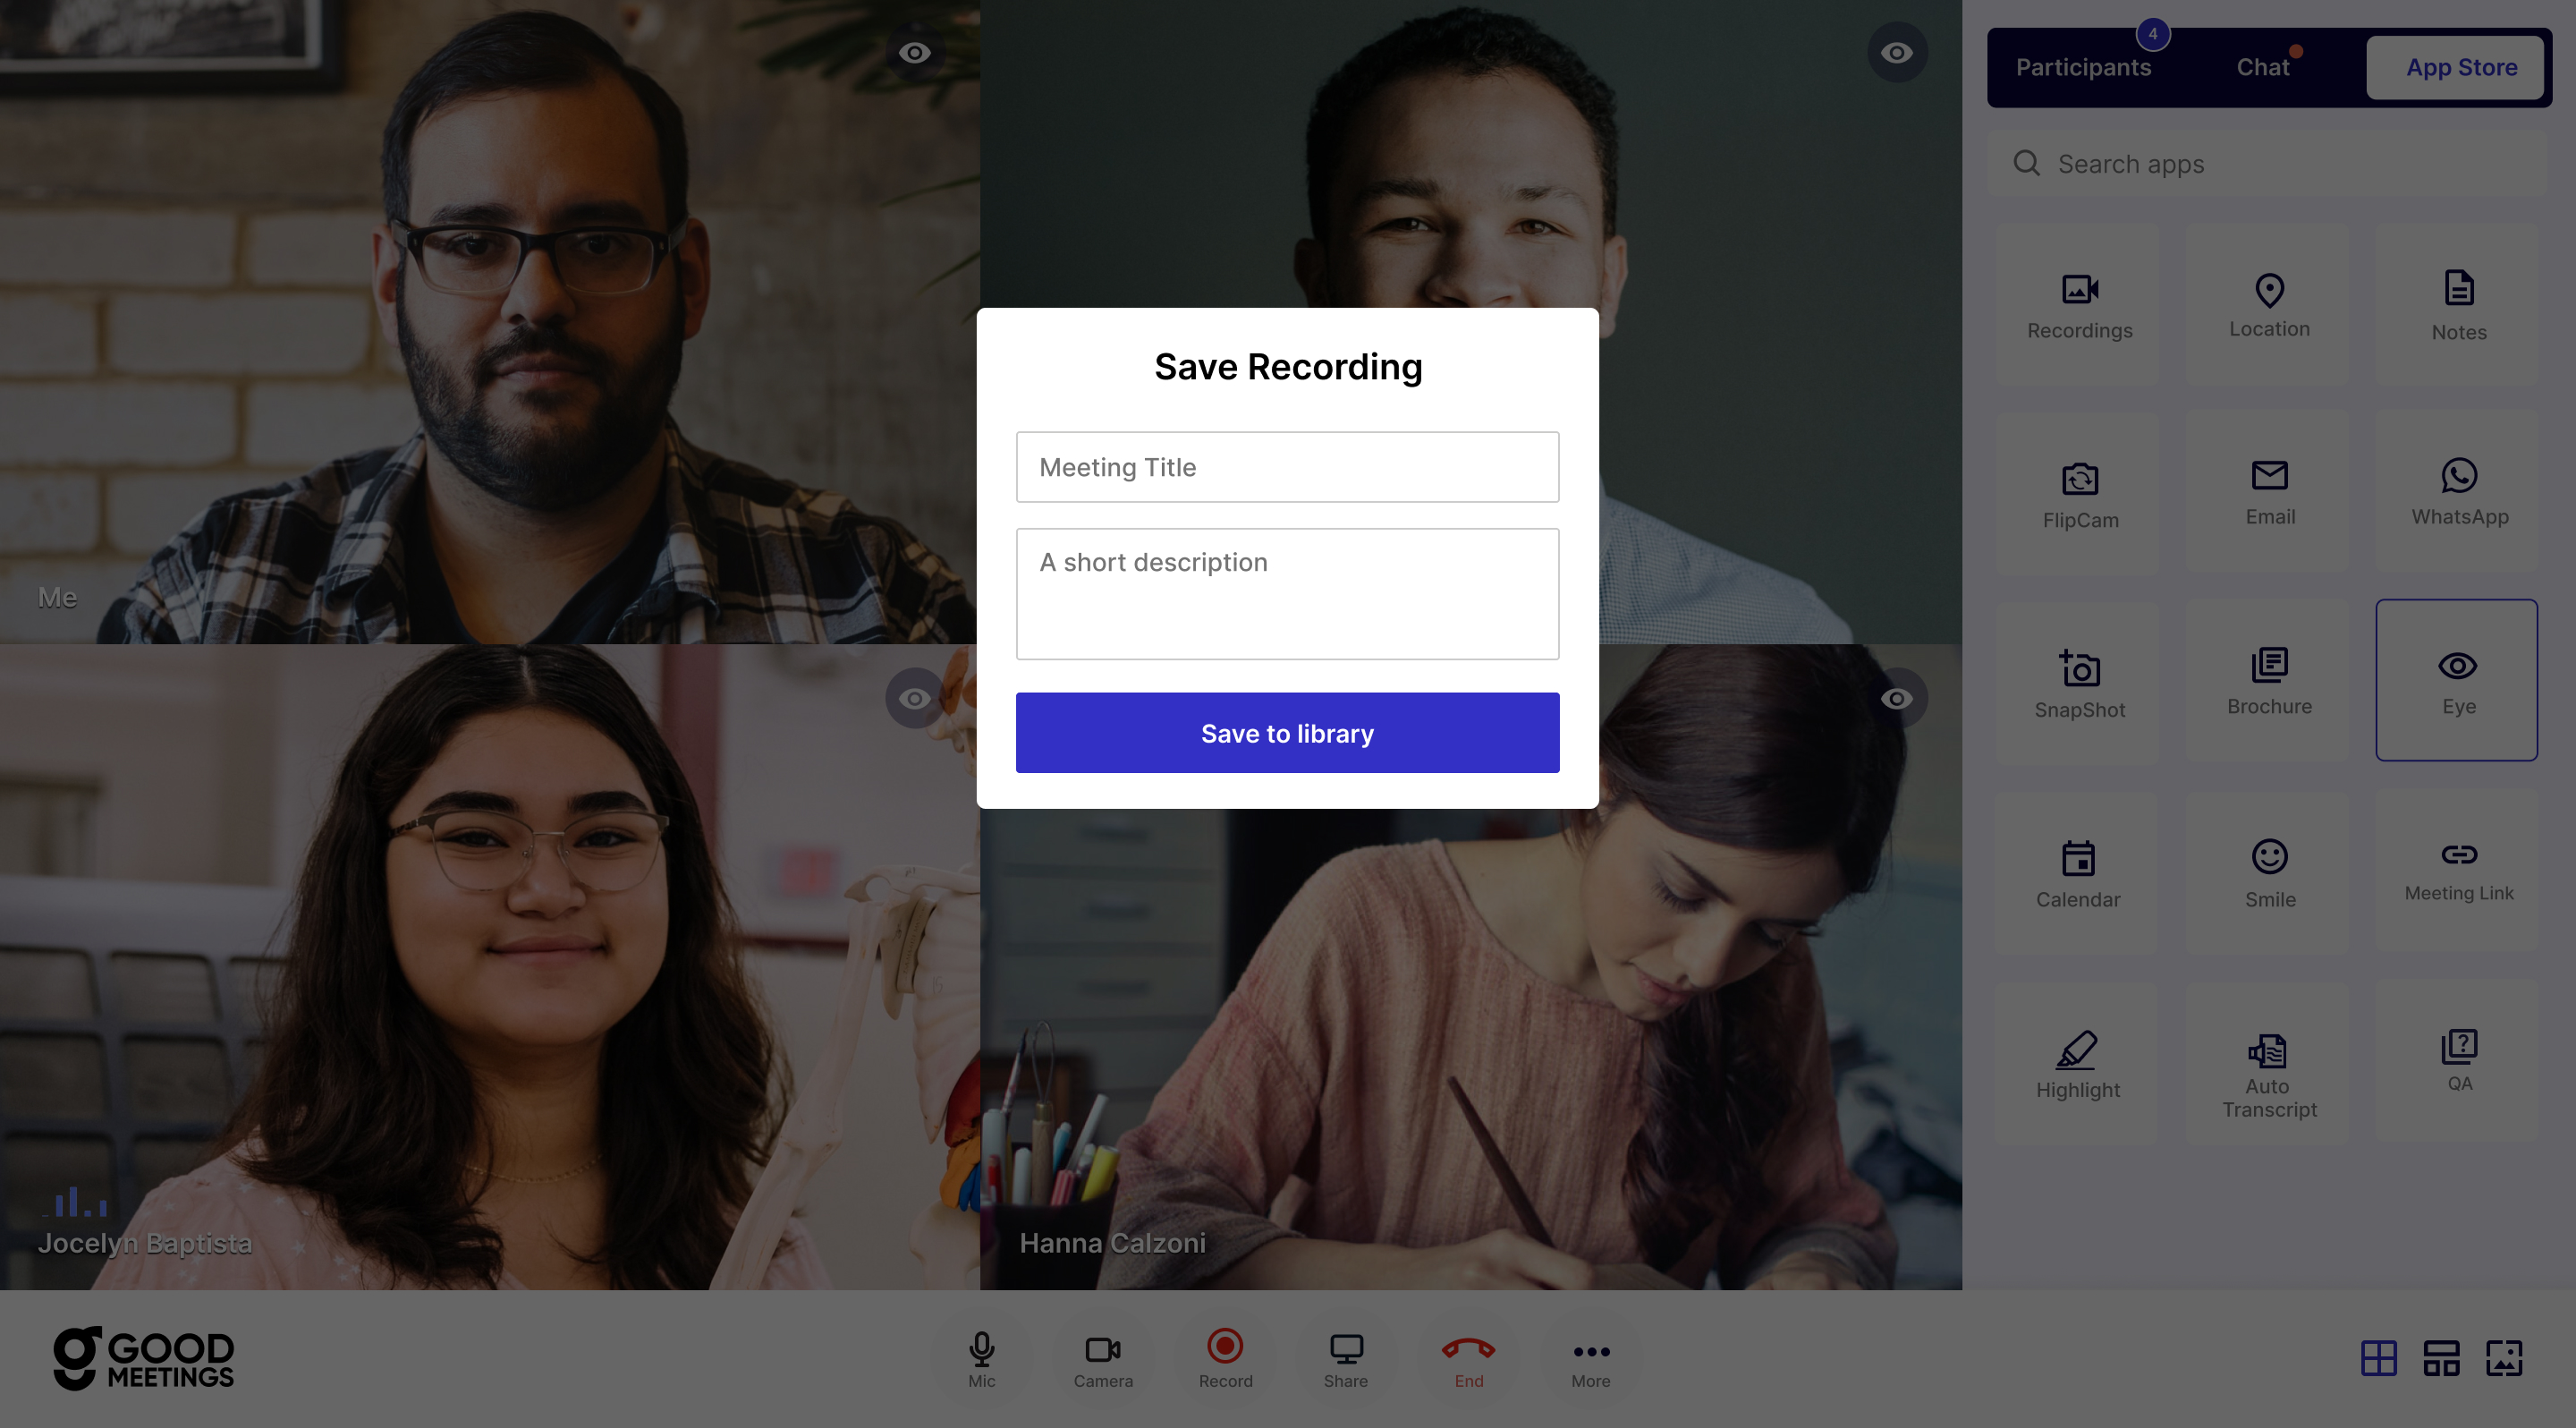 Participants
4
Chat
App Store
Search apps
Recordings
Location
Notes
FlipCam
Email
WhatsApp
SnapShot
Brochure
Eye
Calendar
Smile
Meeting Link
Highlight
Auto
Transcript
QA
Save Recording
Meeting Title
A short description
Save to library
Me
Jocelyn Baptista
Hanna Calzoni
GOOD
MEETINGS
Mic
Camera
Record
Share
End
More